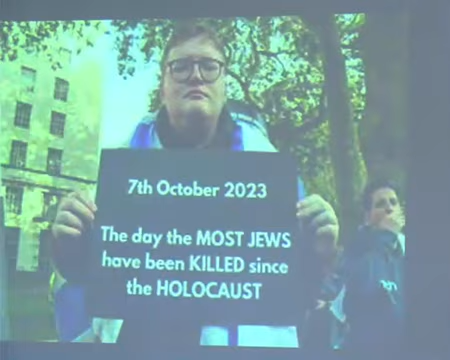 7th October 2023
The day the MOST JEWS
have been KILLED since
the HOLOCAUST